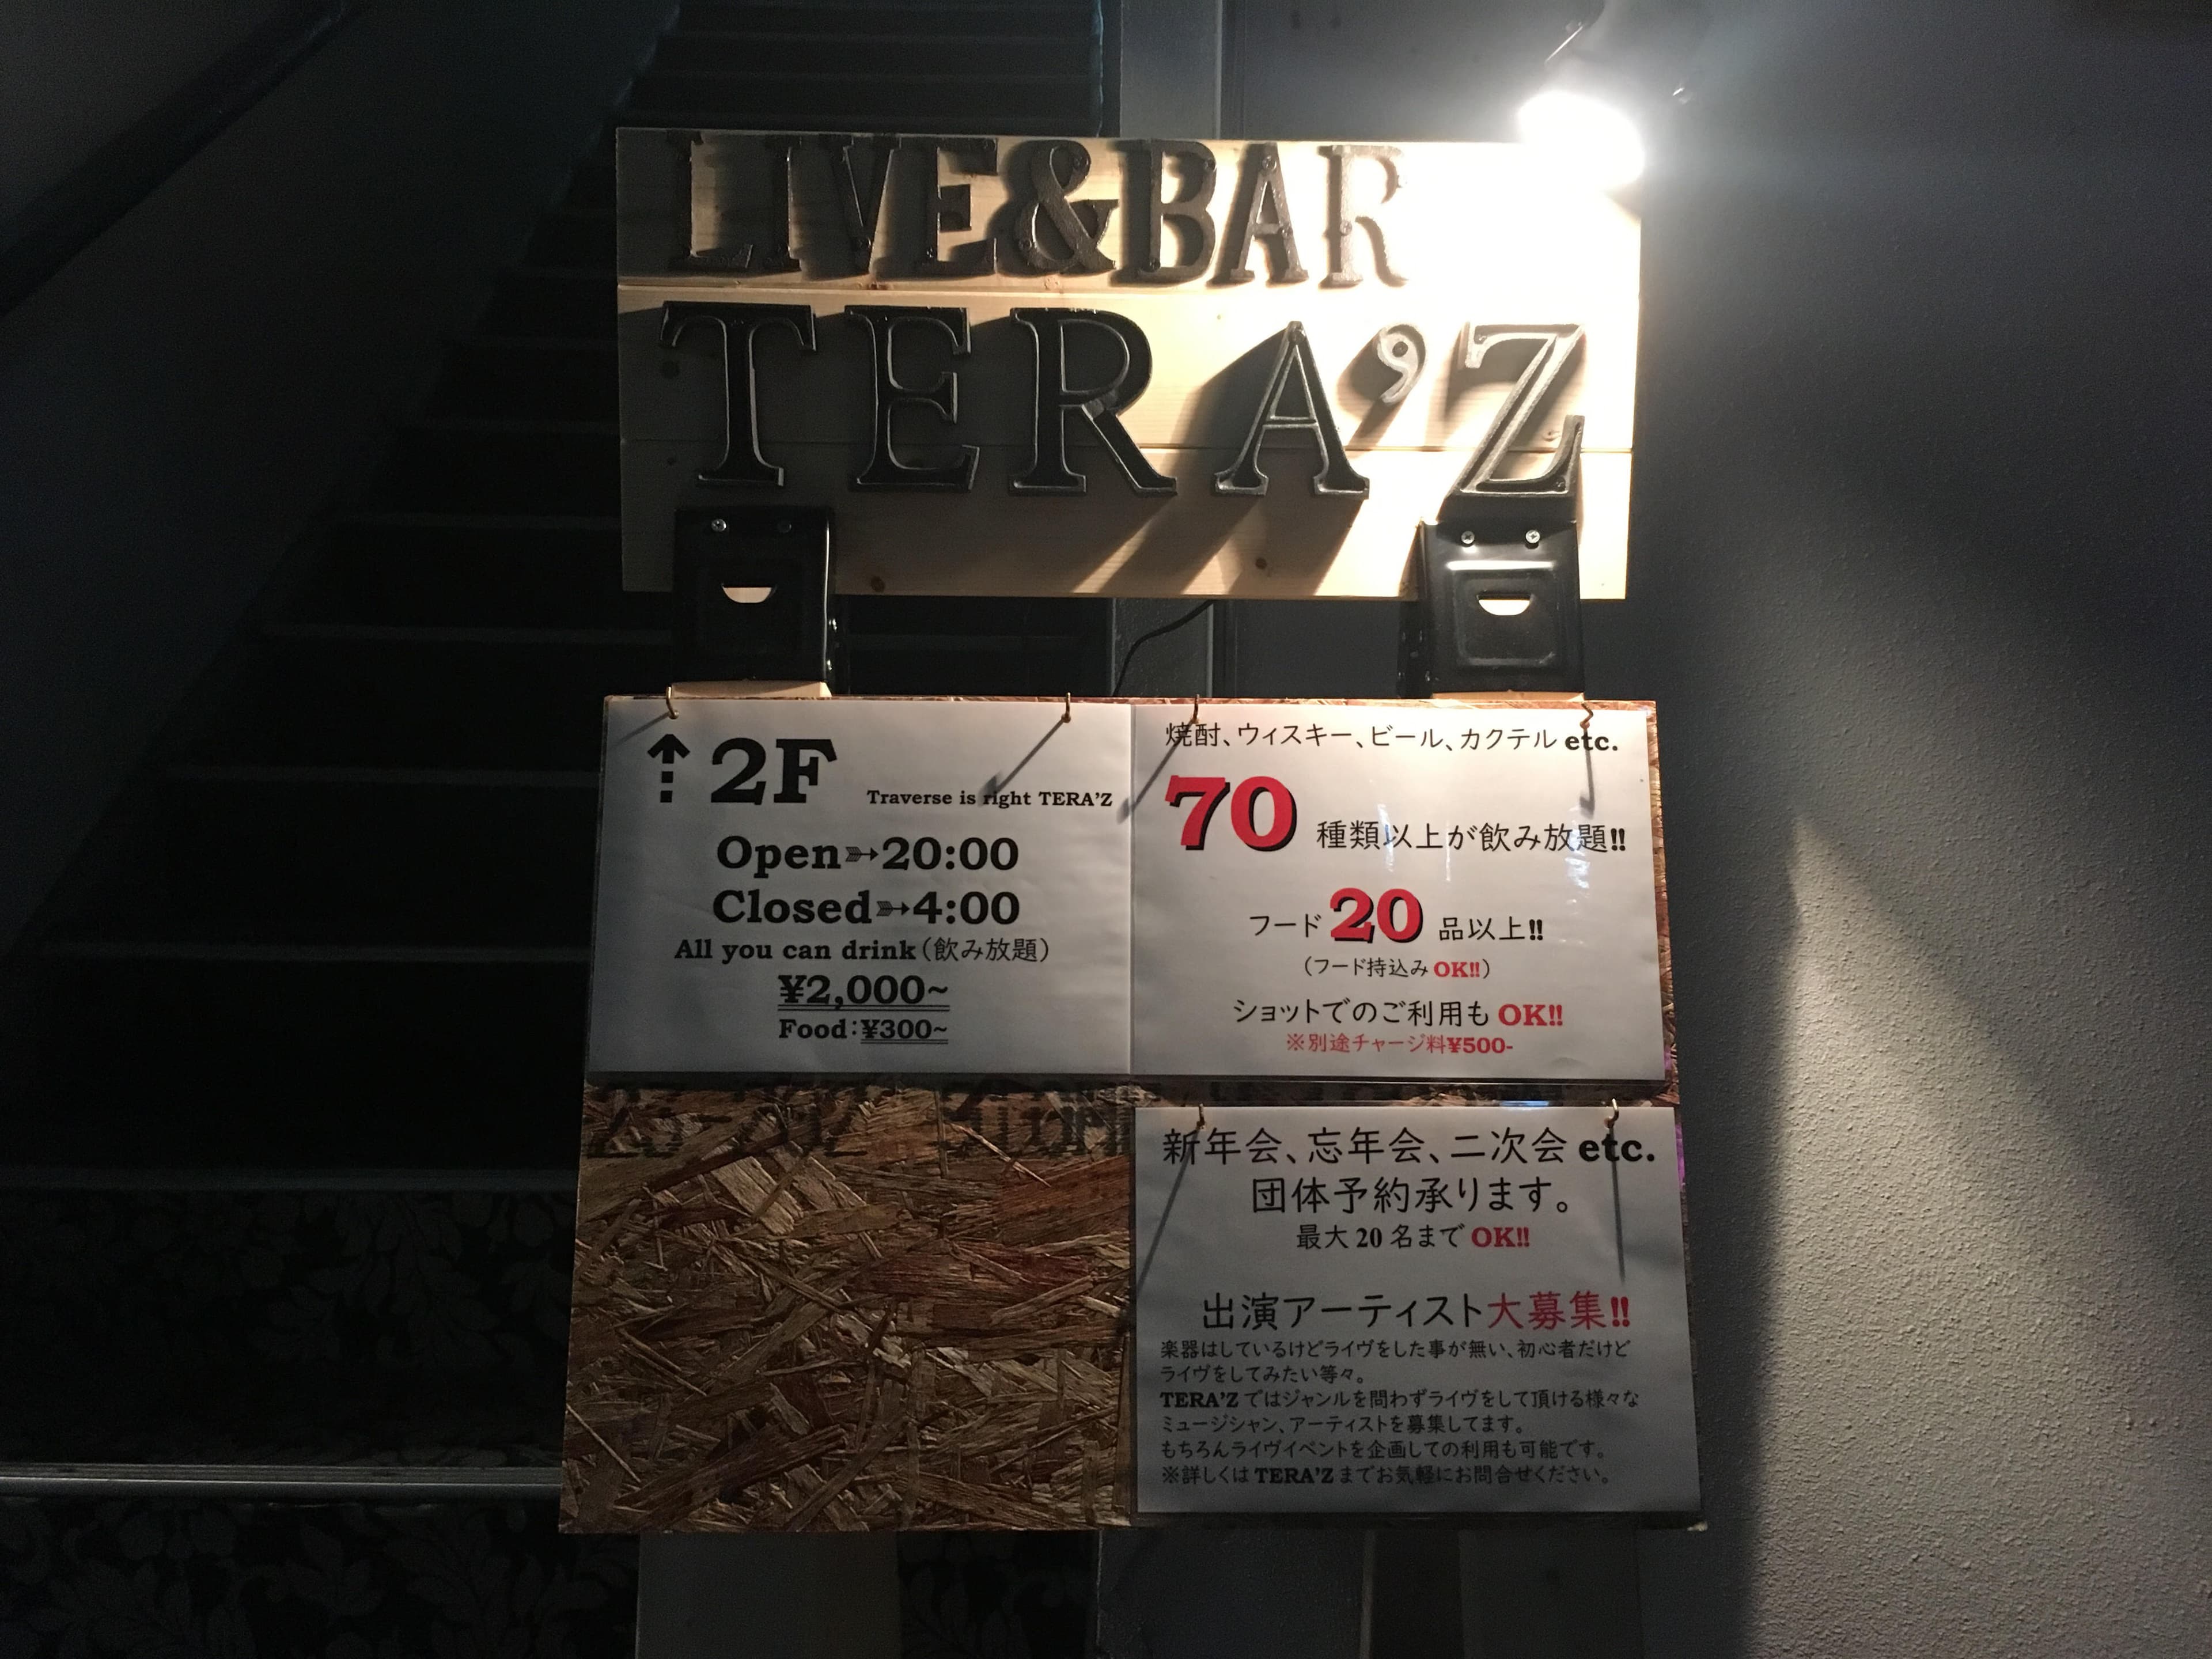 LIVE&BAR
TERA'Z
2F
Traverse is right TERA'Z
Open➳20:00
Closed➳4:00
All you can drink(飲み放題)
¥2,000~
Food:¥300~
焼酎、ウィスキー、ビール、カクテル etc.
70 種類以上が飲み放題!!
フード 20 品以上!!
(フード持込み OK!!)
ショットでのご利用も OK!!
※別途チャージ料¥500-
新年会、忘年会、二次会 etc.
団体予約承ります。
最大 20 名まで OK!!
出演アーティスト大募集!!
楽器はしているけどライヴをした事が無い、初心者だけど
ライヴをしてみたい等々。
TERA'Z ではジャンルを問わずライヴをして頂ける様々な
ミュージシャン、アーティストを募集してます。
もちろんライヴイベントを企画しての利用も可能です。
※詳しくは TERA'Z までお気軽にお問合せください。